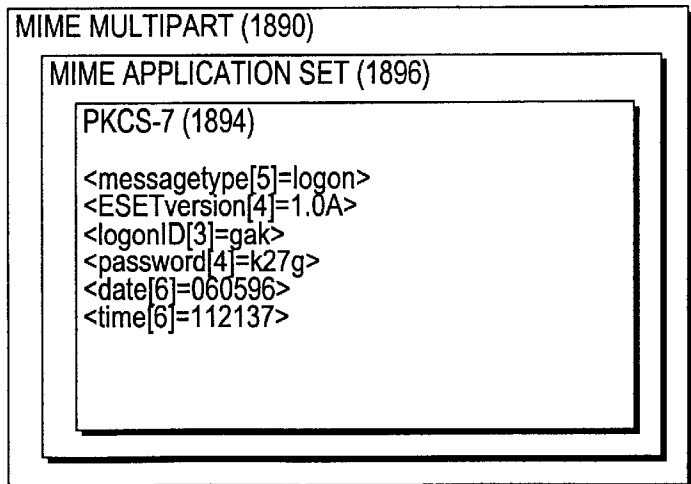 MIME MULTIPART (1890)
MIME APPLICATION SET (1896)
PKCS-7 (1894)
<messagetype[5]=logon>
<ESETversion[4]=1.0A>
<logonID[3]=gak>
<password[4]=k27g>
<date[6]=060596>
<time[6]=112137>